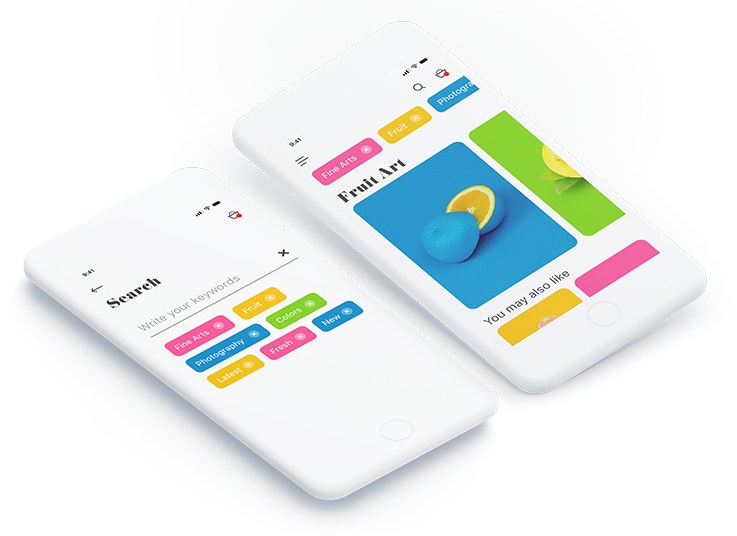 9:41
Search
Write your keywords
Fine Arts
Fruit
Photography
Colors
New
Latest
Fresh
9:41
Fine Arts
Fruit
Photogra
Fruit Art
You may also like